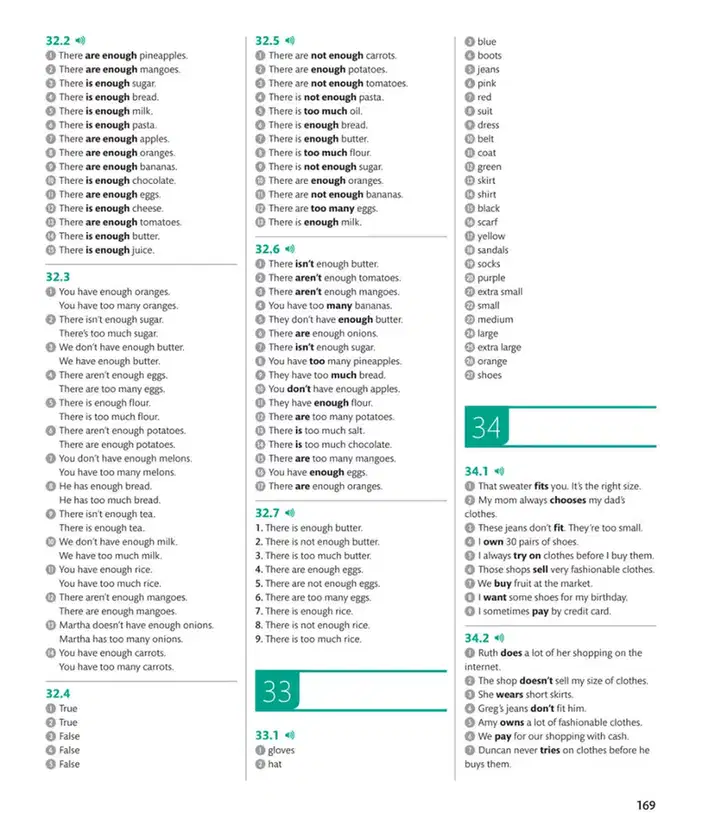 32.2
1 There are enough pineapples.
2 There are enough mangoes.
3 There is enough sugar.
4 There is enough bread.
5 There is enough milk.
6 There is enough pasta.
7 There are enough apples.
8 There are enough oranges.
9 There are enough bananas.
10 There is enough chocolate.
11 There are enough eggs.
12 There is enough cheese.
13 There are enough tomatoes.
14 There is enough butter.
15 There is enough juice.
32.3
1 You have enough oranges.
You have too many oranges.
2 There isn't enough sugar.
There's too much sugar.
3 We don't have enough butter.
We have enough butter.
4 There aren't enough eggs.
There are too many eggs.
5 There is enough flour.
There is too much flour.
6 There aren't enough potatoes.
There are enough potatoes.
7 You don't have enough melons.
You have too many melons.
8 He has enough bread.
He has too much bread.
9 There isn't enough tea.
There is enough tea.
10 We don't have enough milk.
We have too much milk.
11 You have enough rice.
You have too much rice.
12 There aren't enough mangoes.
There are enough mangoes.
13 Martha doesn't have enough onions.
Martha has too many onions.
14 You have enough carrots.
You have too many carrots.
32.4
1 True
2 True
3 False
4 False
5 False
32.5
1 There are not enough carrots.
2 There are enough potatoes.
3 There are not enough tomatoes.
4 There is not enough pasta.
5 There is too much oil.
6 There is enough bread.
7 There is enough butter.
8 There is too much flour.
9 There is not enough sugar.
10 There are enough oranges.
11 There are not enough bananas.
12 There are too many eggs.
13 There is enough milk.
32.6
1 There isn't enough butter.
2 There aren't enough tomatoes.
3 There aren't enough mangoes.
4 You have too many bananas.
5 They don't have enough butter.
6 There are enough onions.
7 There isn't enough sugar.
8 You have too many pineapples.
9 They have too much bread.
10 You don't have enough apples.
11 They have enough flour.
12 There are too many potatoes.
13 There is too much salt.
14 There is too much chocolate.
15 There are too many mangoes.
16 You have enough eggs.
17 There are enough oranges.
32.7
1. There is enough butter.
2. There is not enough butter.
3. There is too much butter.
4. There are enough eggs.
5. There are not enough eggs.
6. There are too many eggs.
7. There is enough rice.
8. There is not enough rice.
9. There is too much rice.
33
33.1
1 gloves
2 hat
3 blue
4 boots
5 jeans
6 pink
7 red
8 suit
9 dress
10 belt
11 coat
12 green
13 skirt
14 shirt
15 black
16 scarf
17 yellow
18 sandals
19 socks
20 purple
21 extra small
22 small
23 medium
24 large
25 extra large
26 orange
27 shoes
34
34.1
1 That sweater fits you. It's the right size.
2 My mom always chooses my dad's
clothes.
3 These jeans don't fit. They're too small.
4 I own 30 pairs of shoes.
5 I always try on clothes before I buy them.
6 Those shops sell very fashionable clothes.
7 We buy fruit at the market.
8 I want some shoes for my birthday.
9 I sometimes pay by credit card.
34.2
1 Ruth does a lot of her shopping on the
internet.
2 The shop doesn't sell my size of clothes.
3 She wears short skirts.
4 Greg's jeans don't fit him.
5 Amy owns a lot of fashionable clothes.
6 We pay for our shopping with cash.
7 Duncan never tries on clothes before he
buys them.
169